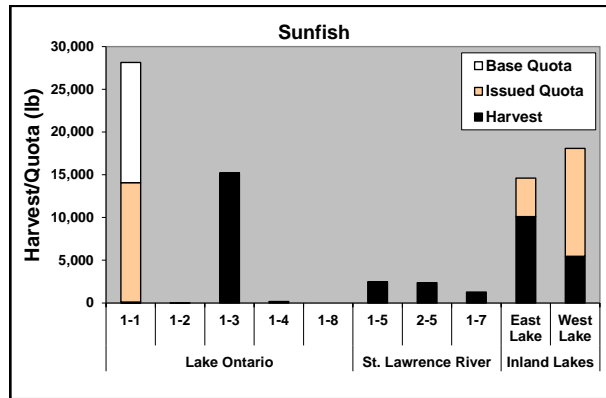 Sunfish
Harvest/Quota (lb)
30,000
25,000
20,000
15,000
10,000
5,000
0
Base Quota
Issued Quota
Harvest
1-1 1-2 1-3 1-4 1-8 1-5 2-5 1-7 East Lake West Lake
Lake Ontario St. Lawrence River Inland Lakes